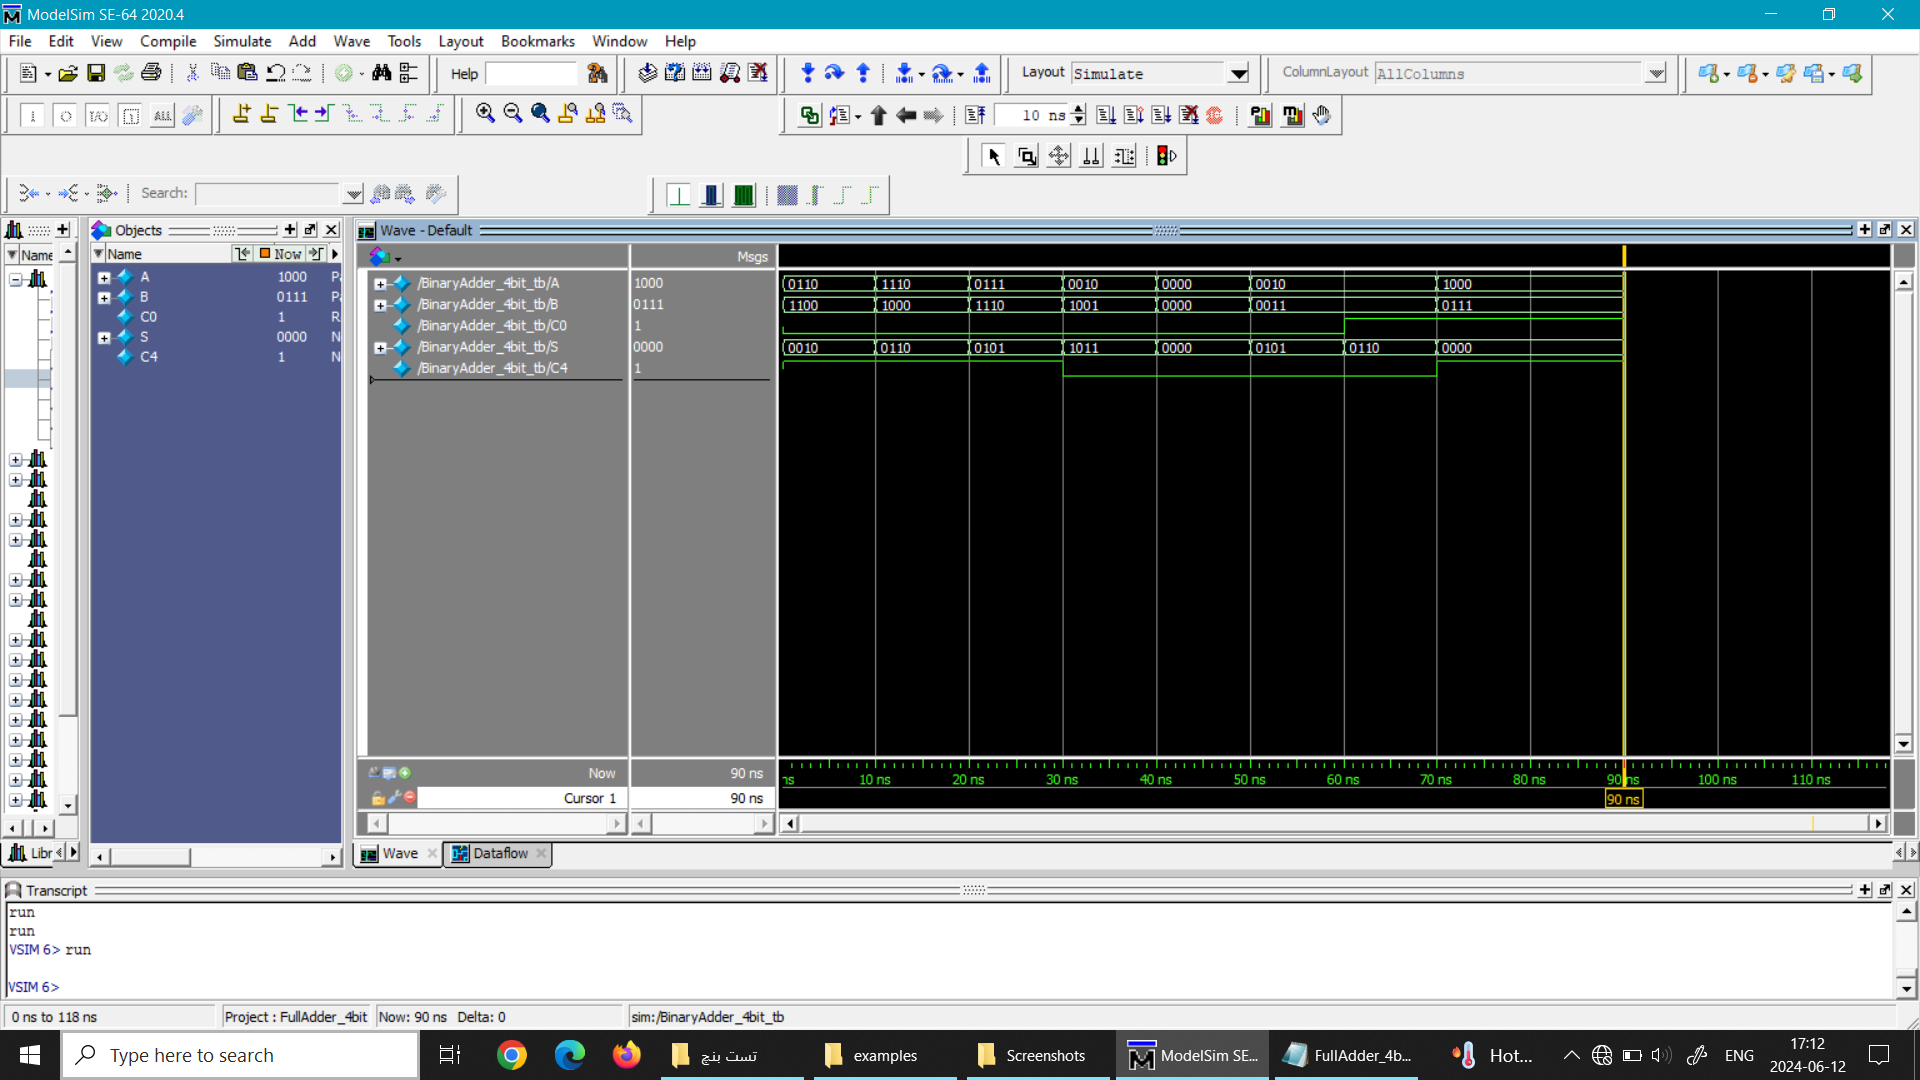 ModelSim SE-64 2020.4
File Edit View Compile Simulate Add Wave Tools Layout Bookmarks Window Help
Help
Layout Simulate
ColumnLayout AllColumns
ALL
10 ns
Search:
Name
Objects
Name Now
A 1000
B 0111
C0 1
S 0000
C4 1
Wave - Default
Msgs
/BinaryAdder_4bit_tb/A 1000 0110 1110 0111 0010 0000 0010 1000
/BinaryAdder_4bit_tb/B 0111 1100 1000 1110 1001 0000 0011 0111
/BinaryAdder_4bit_tb/C0 1
/BinaryAdder_4bit_tb/S 0000 0010 0110 0101 1011 0000 0101 0110 0000
/BinaryAdder_4bit_tb/C4 1
Now 90 ns
ns 10 ns 20 ns 30 ns 40 ns 50 ns 60 ns 70 ns 80 ns 90 ns 100 ns 110 ns
Cursor 1 90 ns 90 ns
Libr
Wave Dataflow
Transcript
run
run
VSIM 6> run
VSIM 6>
0 ns to 118 ns Project : FullAdder_4bit Now: 90 ns Delta: 0 sim:/BinaryAdder_4bit_tb
Type here to search
تست بنچ
examples
Screenshots
ModelSim SE...
FullAdder_4b...
Hot...
ENG
17:12
2024-06-12